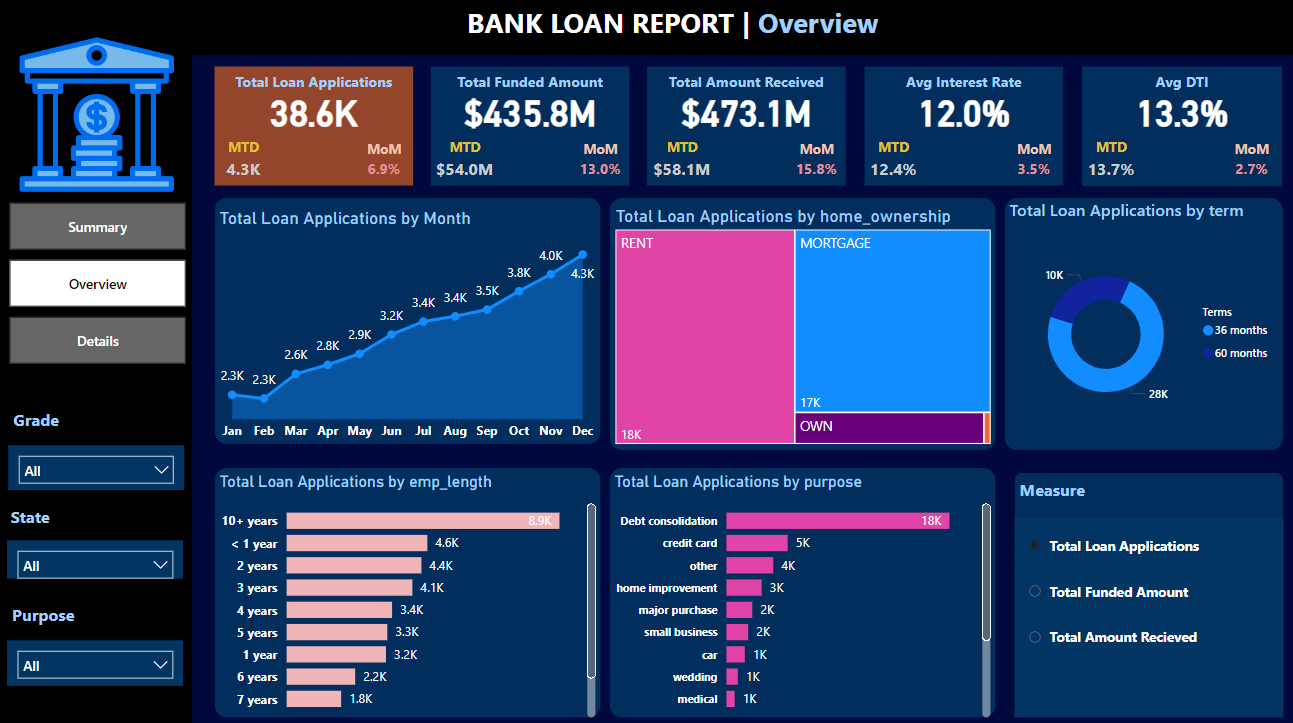 BANK LOAN REPORT | Overview
Total Loan Applications
38.6K
MTD
MoM
4.3K
6.9%
Total Funded Amount
$435.8M
MTD
MoM
$54.0M
13.0%
Total Amount Received
$473.1M
MTD
MoM
$58.1M
15.8%
Avg Interest Rate
12.0%
MTD
MoM
12.4%
3.5%
Avg DTI
13.3%
MTD
MoM
13.7%
2.7%
$
Summary
Overview
Details
Grade
All
State
All
Purpose
All
Total Loan Applications by Month
2.3K
2.3K
2.6K
2.8K
2.9K
3.2K
3.4K
3.4K
3.5K
3.8K
4.0K
4.3K
Jan Feb Mar Apr May Jun Jul Aug Sep Oct Nov Dec
Total Loan Applications by home_ownership
RENT
18K
MORTGAGE
17K
OWN
Total Loan Applications by term
10K
28K
Terms
36 months
60 months
Total Loan Applications by emp_length
10+ years 8.9K
< 1 year 4.6K
2 years 4.4K
3 years 4.1K
4 years 3.4K
5 years 3.3K
1 year 3.2K
6 years 2.2K
7 years 1.8K
Total Loan Applications by purpose
Debt consolidation 18K
credit card 5K
other 4K
home improvement 3K
major purchase 2K
small business 2K
car 1K
wedding 1K
medical 1K
Measure
Total Loan Applications
Total Funded Amount
Total Amount Recieved